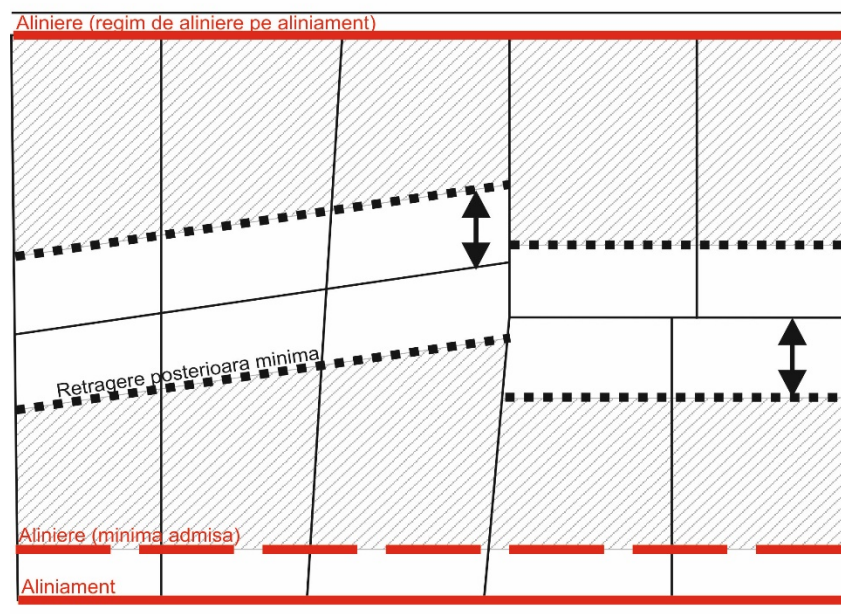 Aliniere (regim de aliniere pe aliniament)
Retragere posterioara minima
Aliniere (minima admisa)
Aliniament